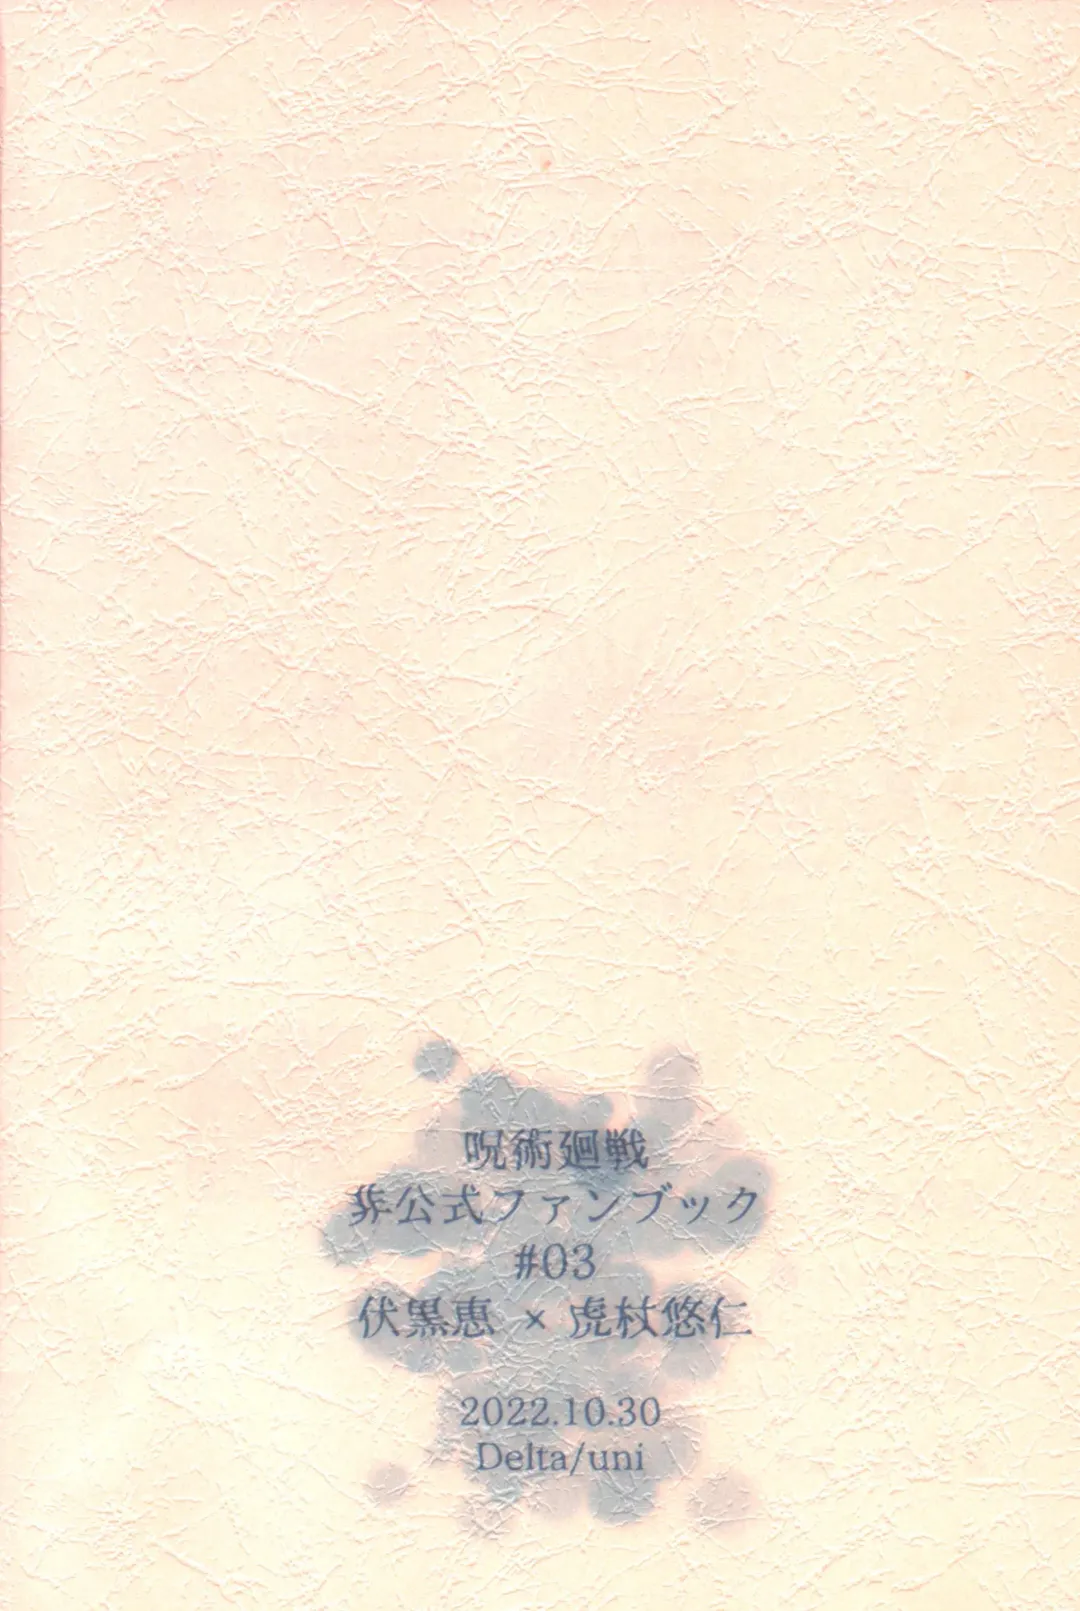 呪術廻戦
非公式ファンブック
#03
伏黒恵 × 虎杖悠仁
2022.10.30
Delta/uni